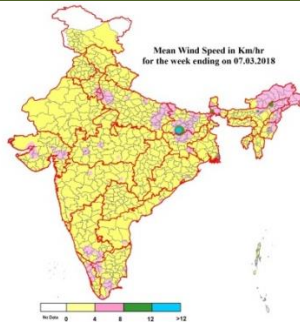 Mean Wind Speed in Km/hr
for the week ending on 07.03.2018
No Data 0 4 8 12 >12